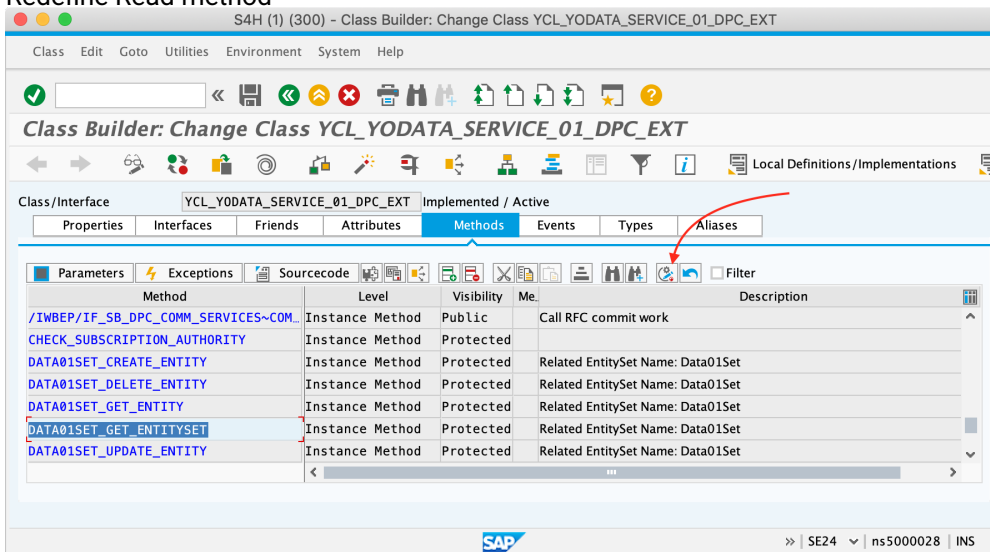 Redefine Read method
S4H (1) (300) - Class Builder: Change Class YCL_YODATA_SERVICE_01_DPC_EXT
Class Edit Goto Utilities Environment System Help
Class Builder: Change Class YCL_YODATA_SERVICE_01_DPC_EXT
Local Definitions/Implementations
Class/Interface YCL_YODATA_SERVICE_01_DPC_EXT Implemented / Active
Properties Interfaces Friends Attributes Methods Events Types Aliases
Parameters Exceptions Sourcecode Filter
Method Level Visibility Me. Description
/IWBEP/IF_SB_DPC_COMM_SERVICES~COM… Instance Method Public Call RFC commit work
CHECK_SUBSCRIPTION_AUTHORITY Instance Method Protected
DATA01SET_CREATE_ENTITY Instance Method Protected Related EntitySet Name: Data01Set
DATA01SET_DELETE_ENTITY Instance Method Protected Related EntitySet Name: Data01Set
DATA01SET_GET_ENTITY Instance Method Protected Related EntitySet Name: Data01Set
DATA01SET_GET_ENTITYSET Instance Method Protected Related EntitySet Name: Data01Set
DATA01SET_UPDATE_ENTITY Instance Method Protected Related EntitySet Name: Data01Set
SAP
SE24 ns5000028 INS